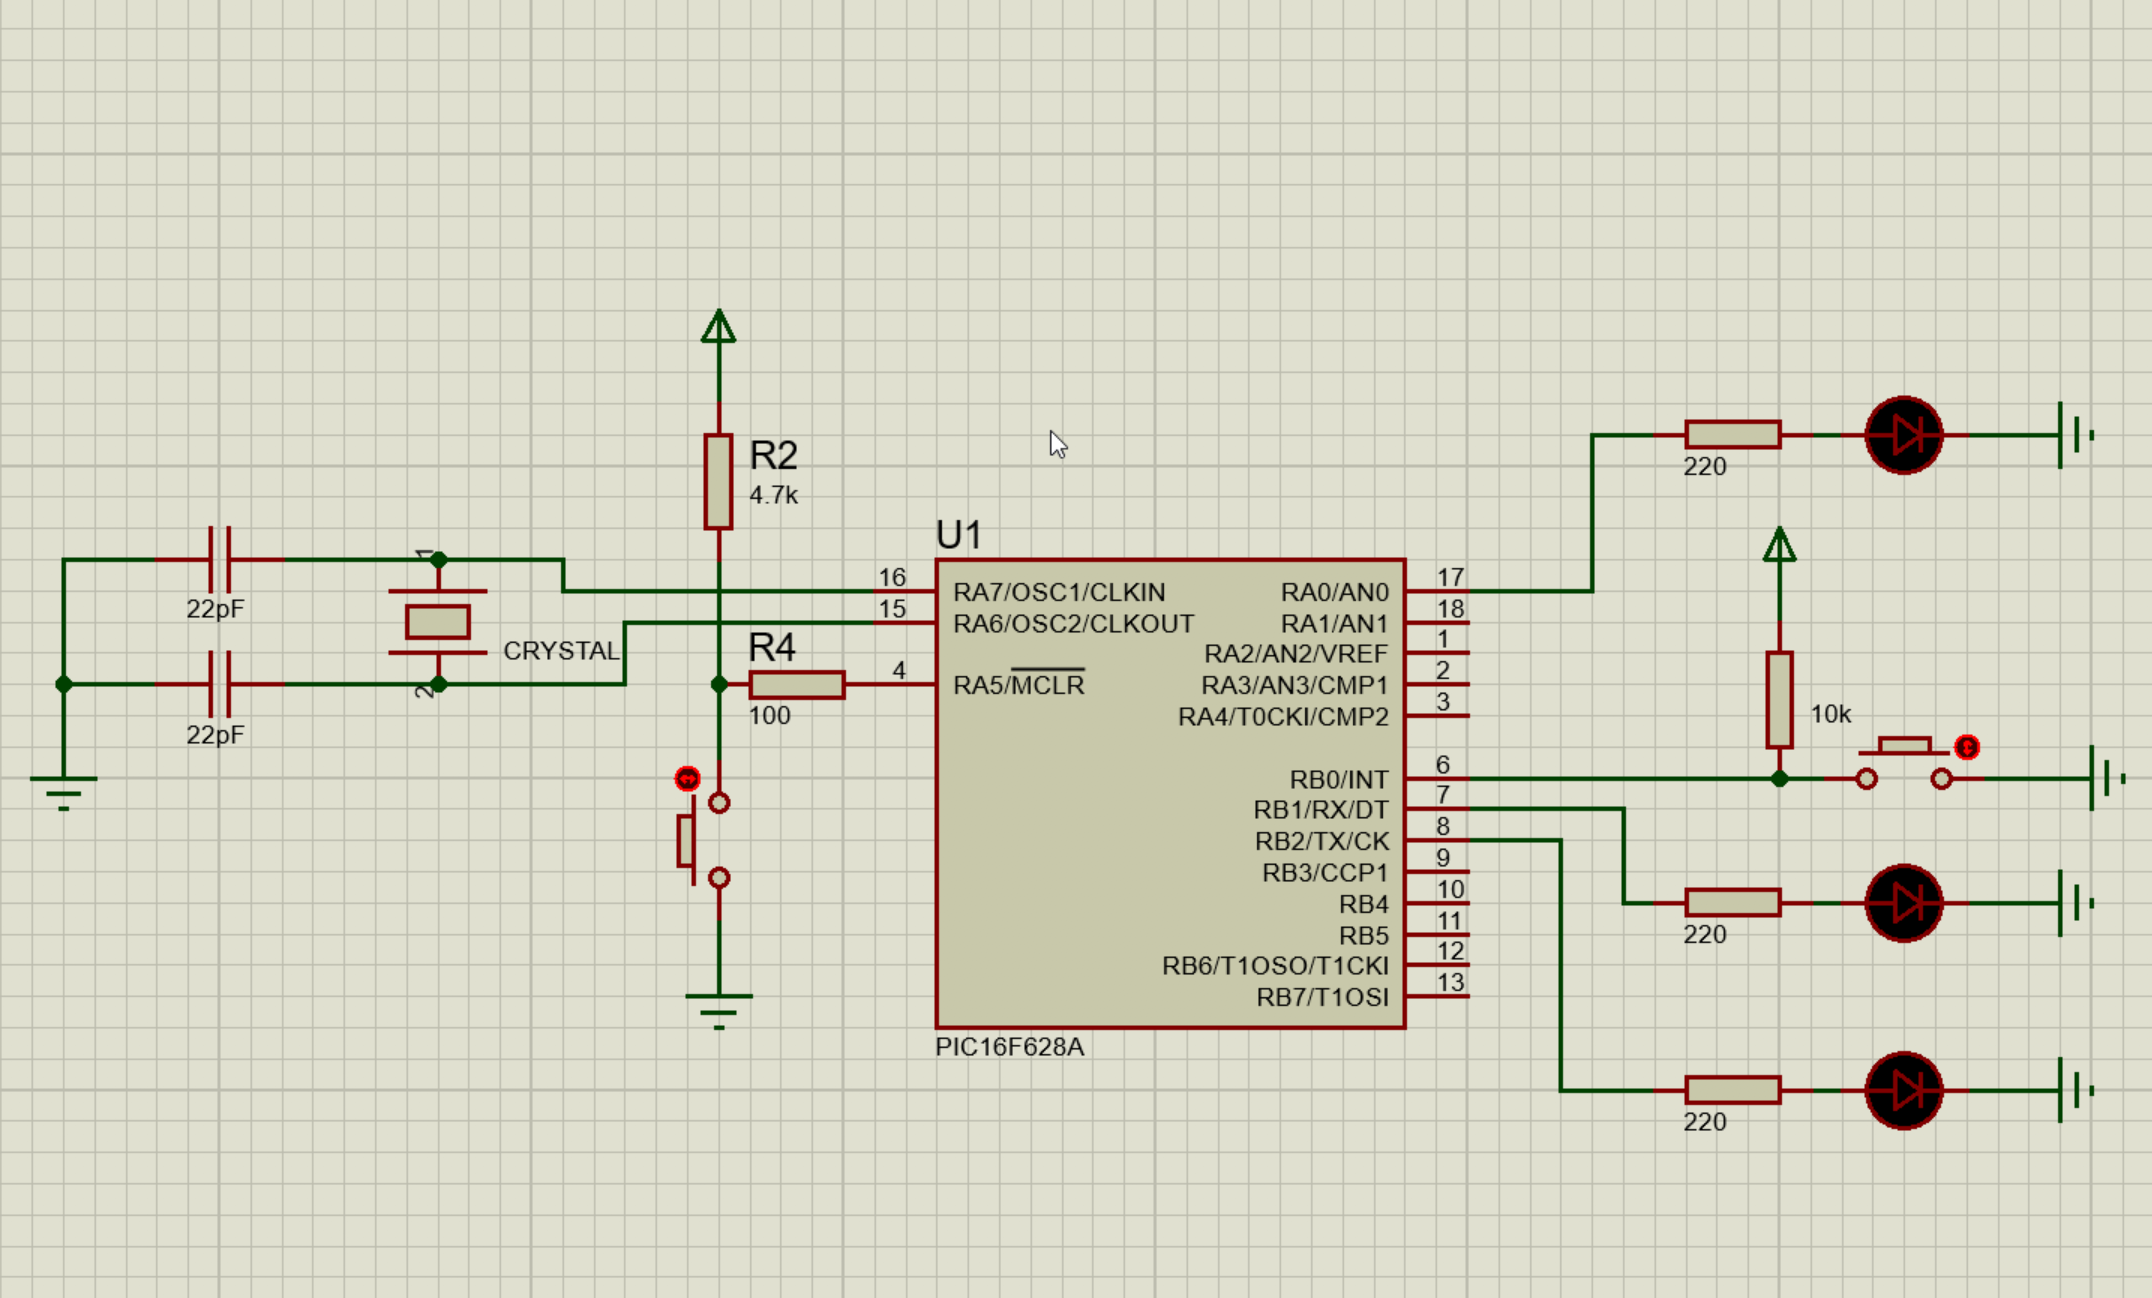 R2
4.7k
220
U1
1
22pF
CRYSTAL
2
22pF
R4
100
16
15
4
RA7/OSC1/CLKIN
RA6/OSC2/CLKOUT
RA5/MCLR
RA0/AN0
RA1/AN1
RA2/AN2/VREF
RA3/AN3/CMP1
RA4/T0CKI/CMP2
RB0/INT
RB1/RX/DT
RB2/TX/CK
RB3/CCP1
RB4
RB5
RB6/T1OSO/T1CKI
RB7/T1OSI
17
18
1
2
3
6
7
8
9
10
11
12
13
PIC16F628A
10k
220
220